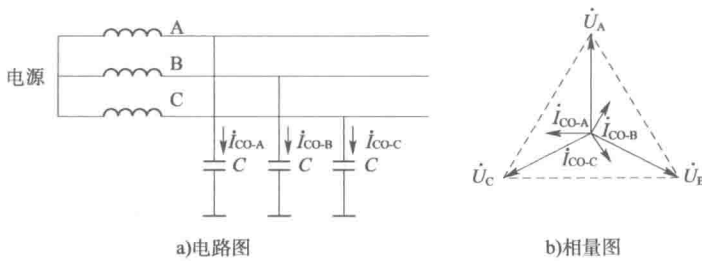 A
电源
B
C
İCO-A
İCO-B
İCO-C
C
C
C
a)电路图
U̇A
İCO-A
İCO-B
İCO-C
U̇C
U̇B
b)相量图